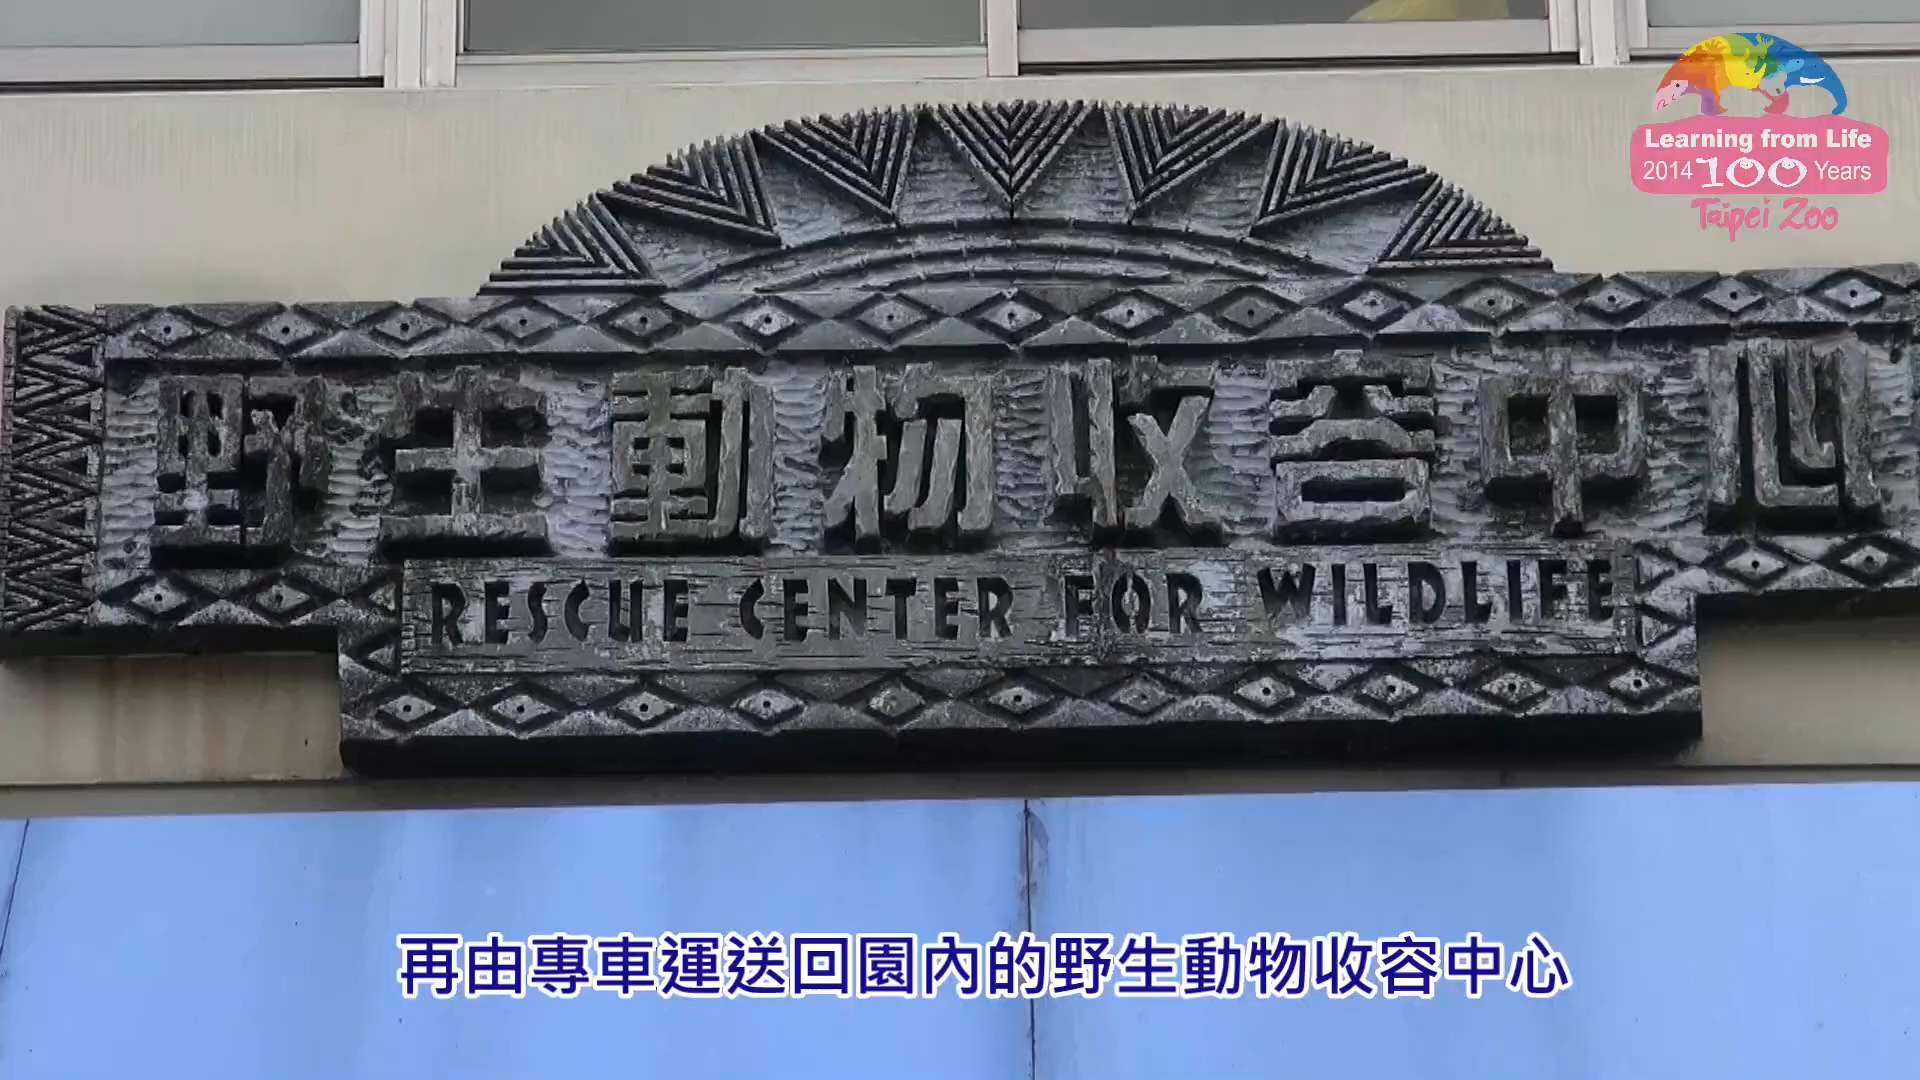 Learning from Life
2014 100 Years
Taipei Zoo
野生動物收容中心
RESCUE CENTER FOR WILDLIFE
再由專車運送回園內的野生動物收容中心